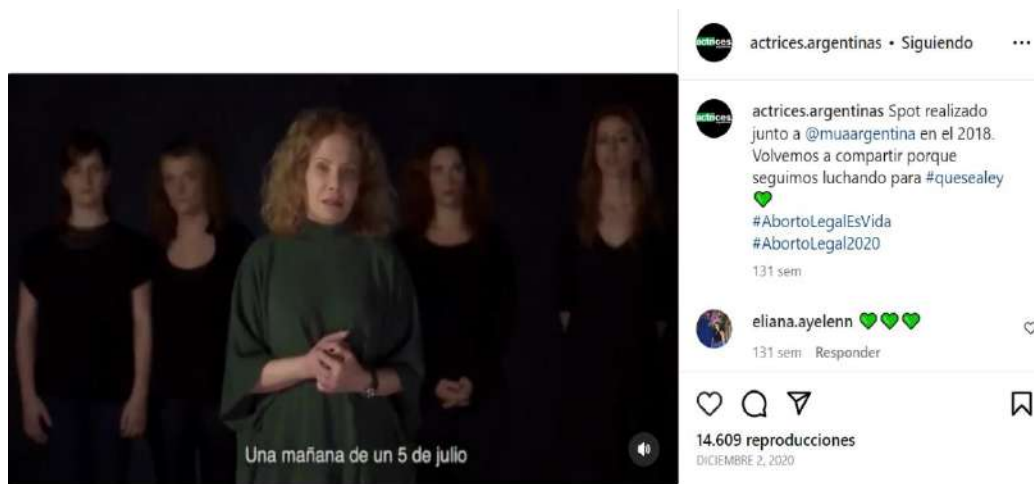 actrices.argentinas • Siguiendo
actrices
actrices.argentinas Spot realizado
junto a @muaargentina en el 2018.
Volvemos a compartir porque
seguimos luchando para #quesealey
#AbortoLegalEsVida
#AbortoLegal2020
131 sem
eliana.ayelenn
131 sem Responder
14.609 reproducciones
DICIEMBRE 2, 2020
Una mañana de un 5 de julio